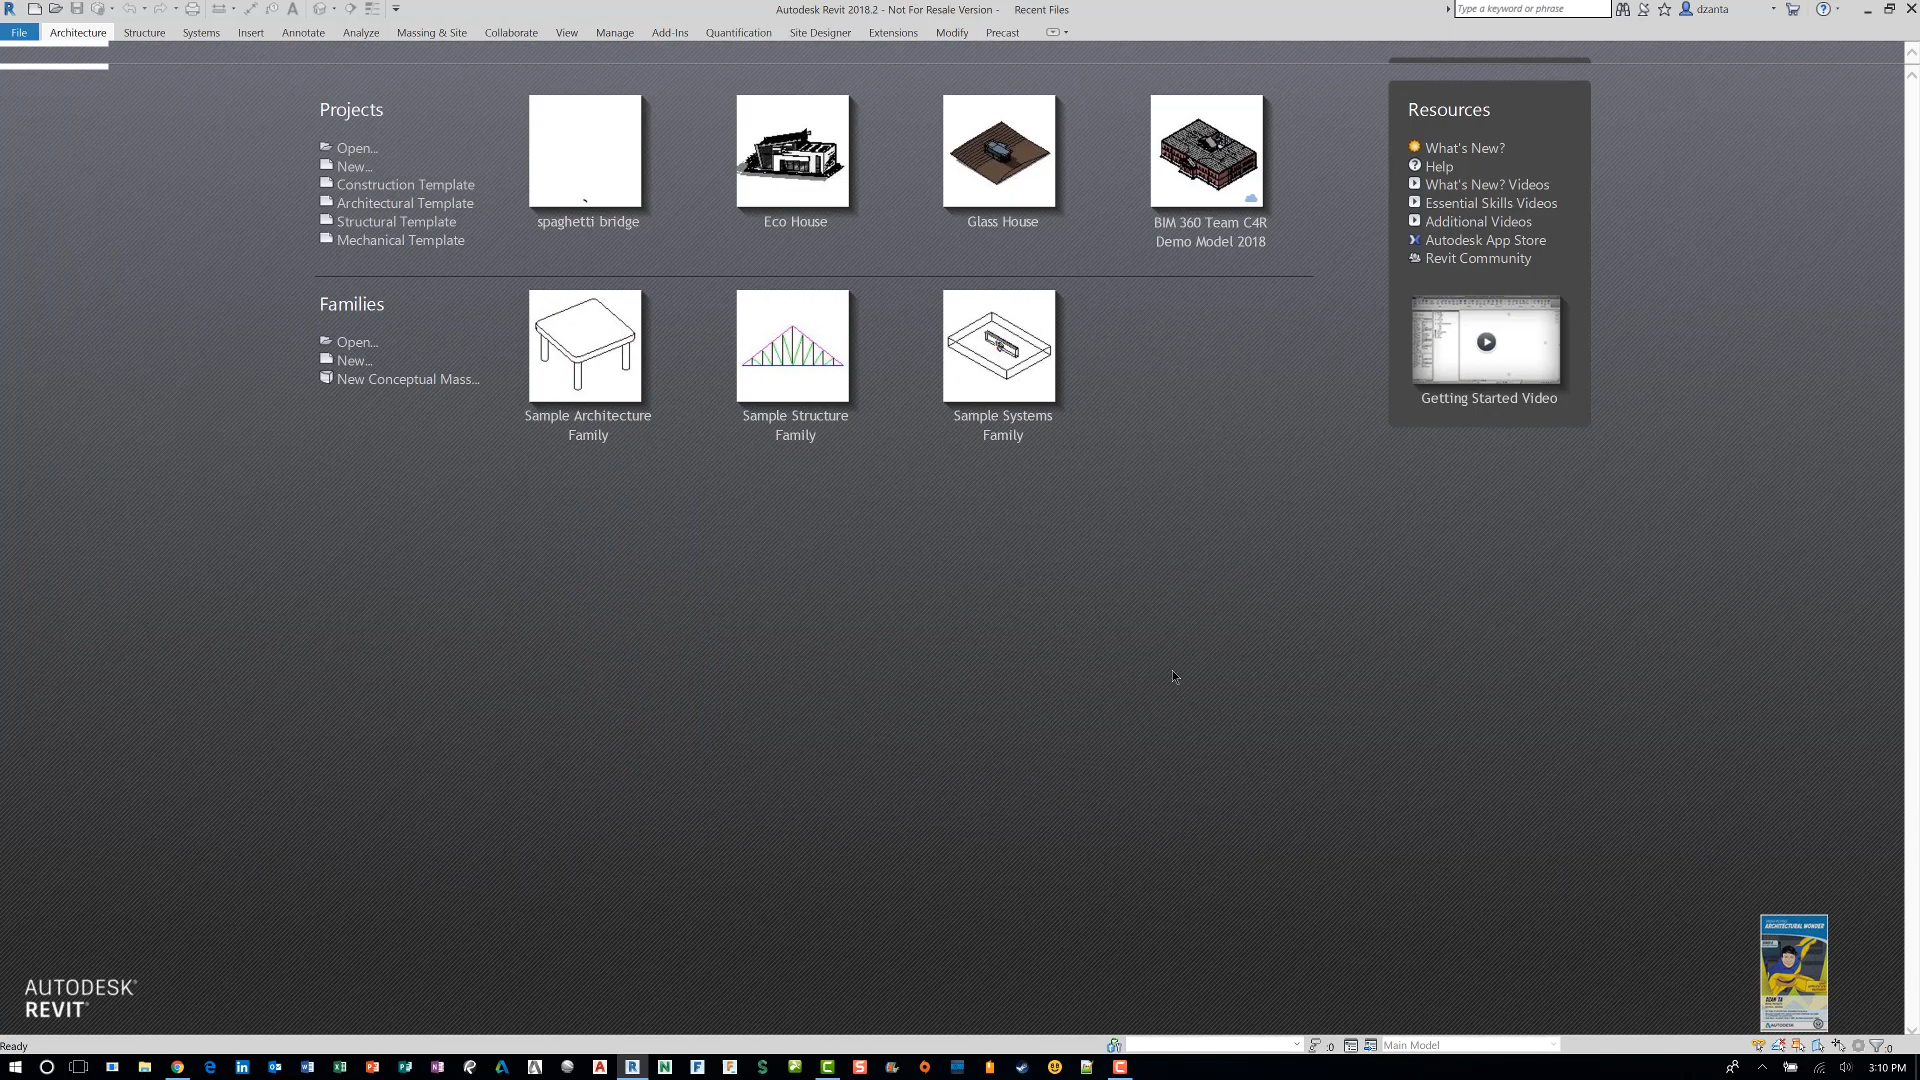 Autodesk Revit 2018.2 - Not For Resale Version - Recent Files
Type a keyword or phrase
dzanta
File Architecture Structure Systems Insert Annotate Analyze Massing & Site Collaborate View Manage Add-Ins Quantification Site Designer Extensions Modify Precast
Projects
Open...
New...
Construction Template
Architectural Template
Structural Template
Mechanical Template
spaghetti bridge
Eco House
Glass House
BIM 360 Team C4R
Demo Model 2018
Families
Open...
New...
New Conceptual Mass...
Sample Architecture
Family
Sample Structure
Family
Sample Systems
Family
Resources
What's New?
Help
What's New? Videos
Essential Skills Videos
Additional Videos
Autodesk App Store
Revit Community
Getting Started Video
ARCHITECTURAL WONDER
AUTODESK
AUTODESK®
REVIT®
Ready
:0
Main Model
:0
3:10 PM